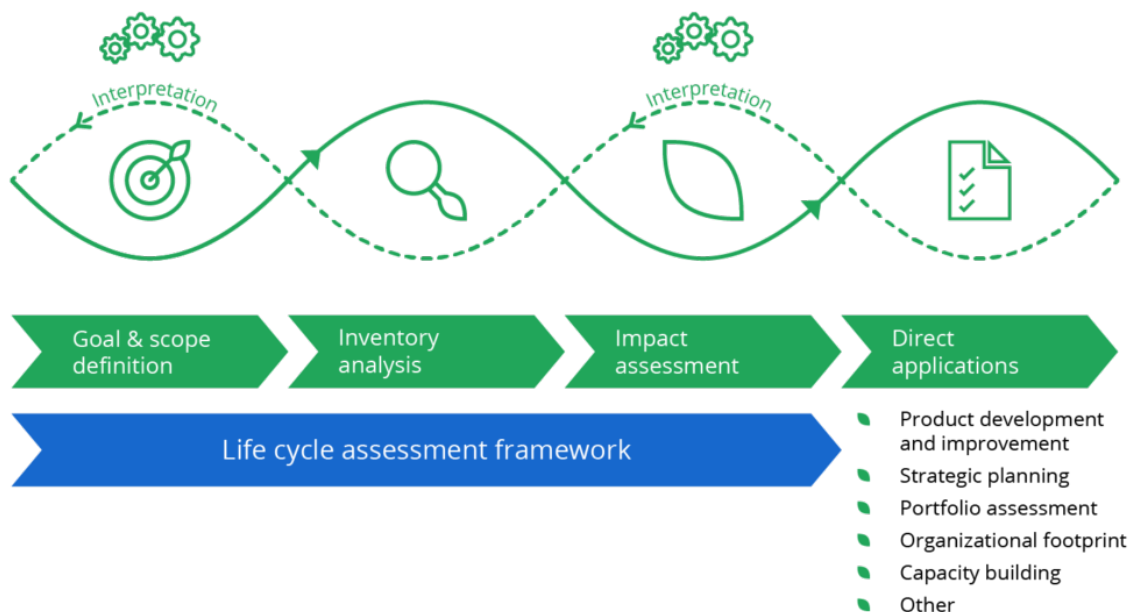 Interpretation
Interpretation
Goal & scope
definition
Inventory
analysis
Impact
assessment
Direct
applications
Life cycle assessment framework
Product development
and improvement
Strategic planning
Portfolio assessment
Organizational footprint
Capacity building
Other